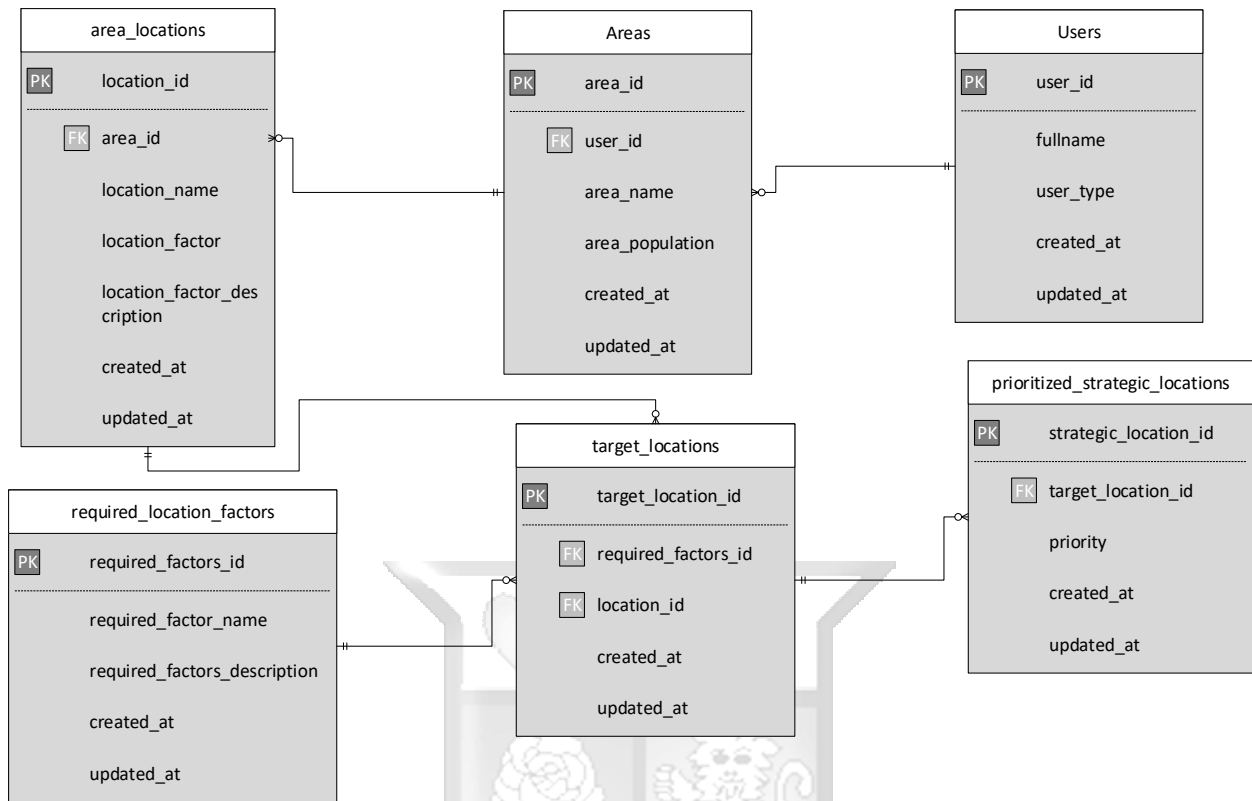 area_locations
PK
location_id
FK
area_id
location_name
location_factor
location_factor_des
cription
created_at
updated_at
Areas
PK
area_id
FK
user_id
area_name
area_population
created_at
updated_at
Users
PK
user_id
fullname
user_type
created_at
updated_at
required_location_factors
PK
required_factors_id
required_factor_name
required_factors_description
created_at
updated_at
target_locations
PK
target_location_id
FK
required_factors_id
FK
location_id
created_at
updated_at
prioritized_strategic_locations
PK
strategic_location_id
FK
target_location_id
priority
created_at
updated_at